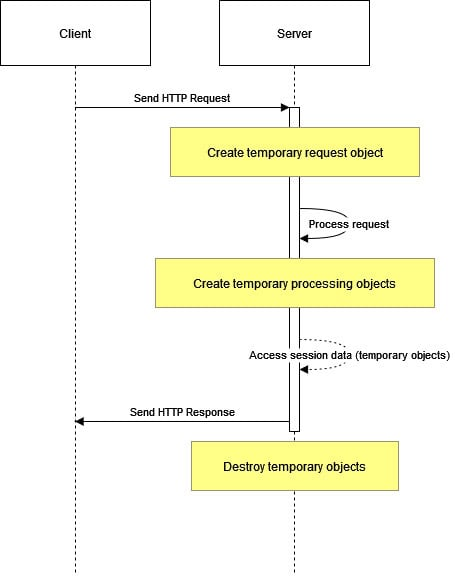 Client
Server
Send HTTP Request
Create temporary request object
Process request
Create temporary processing objects
Access session data (temporary objects)
Send HTTP Response
Destroy temporary objects